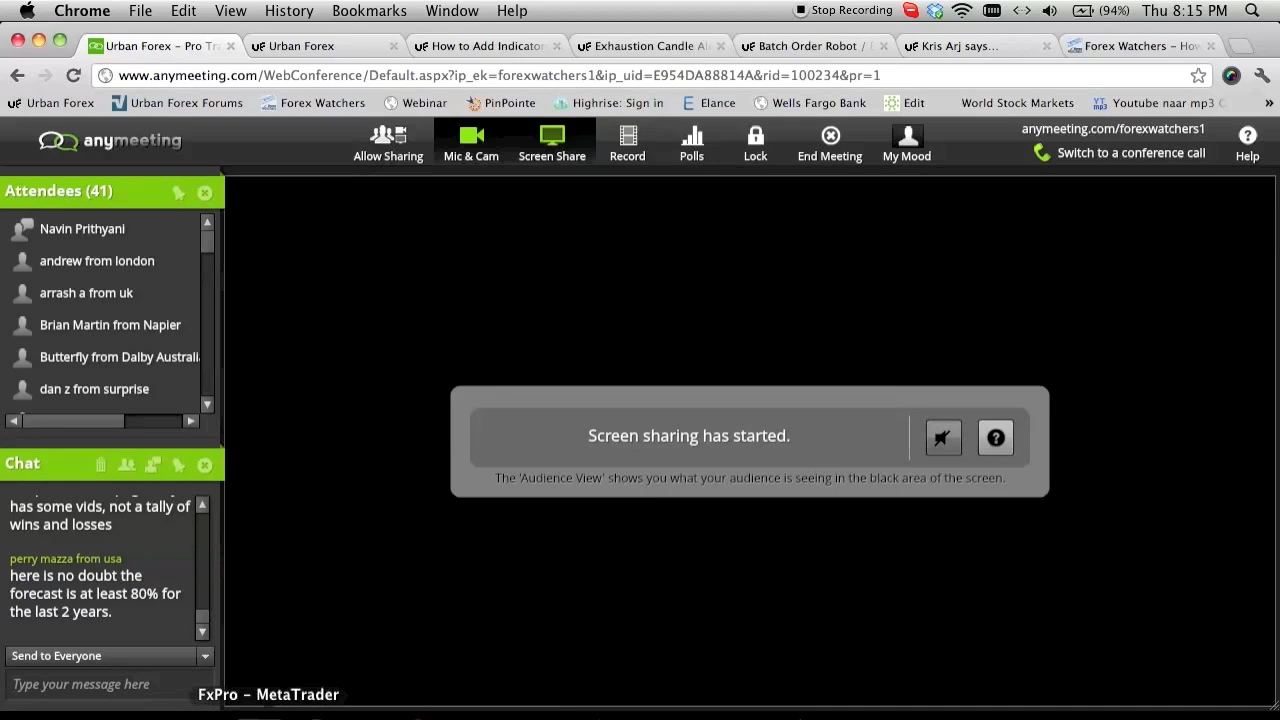 Chrome File Edit View History Bookmarks Window Help Stop Recording (94%) Thu 8:15 PM
Urban Forex – Pro Tra UF Urban Forex UF How to Add Indicator UF Exhaustion Candle Al UF Batch Order Robot / UF Kris Arj says... Forex Watchers – How
www.anymeeting.com/WebConference/Default.aspx?ip_ek=forexwatchers1&ip_uid=E954DA88814A&rid=100234&pr=1
UF Urban Forex Urban Forex Forums Forex Watchers Webinar PinPointe Highrise: Sign in E Elance Wells Fargo Bank Edit World Stock Markets YT mp3 Youtube naar mp3 C »
anymeeting
Allow Sharing Mic & Cam Screen Share Record Polls Lock End Meeting My Mood
anymeeting.com/forexwatchers1
Switch to a conference call
Help
Attendees (41)
Navin Prithyani
andrew from london
arrash a from uk
Brian Martin from Napier
Butterfly from Dalby Australi
dan z from surprise
Screen sharing has started.
The 'Audience View' shows you what your audience is seeing in the black area of the screen.
Chat
has some vids, not a tally of
wins and losses
perry mazza from usa
here is no doubt the
forecast is at least 80% for
the last 2 years.
Send to Everyone
Type your message here
FxPro – MetaTrader